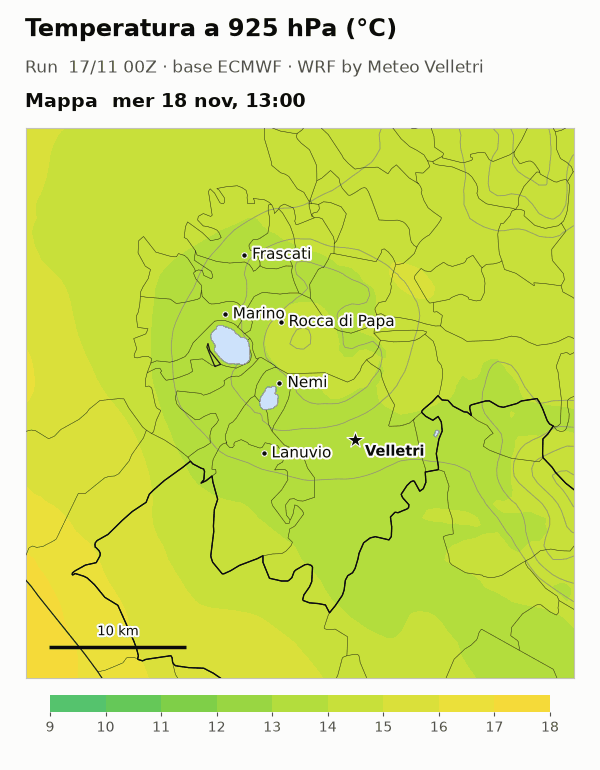 Temperatura a 925 hPa (°C)
Run  17/11 00Z · base ECMWF · WRF by Meteo Velletri
Mappa  mer 18 nov, 13:00
Frascati
Marino
Rocca di Papa
Nemi
Velletri
Lanuvio
10 km
9 10 11 12 13 14 15 16 17 18